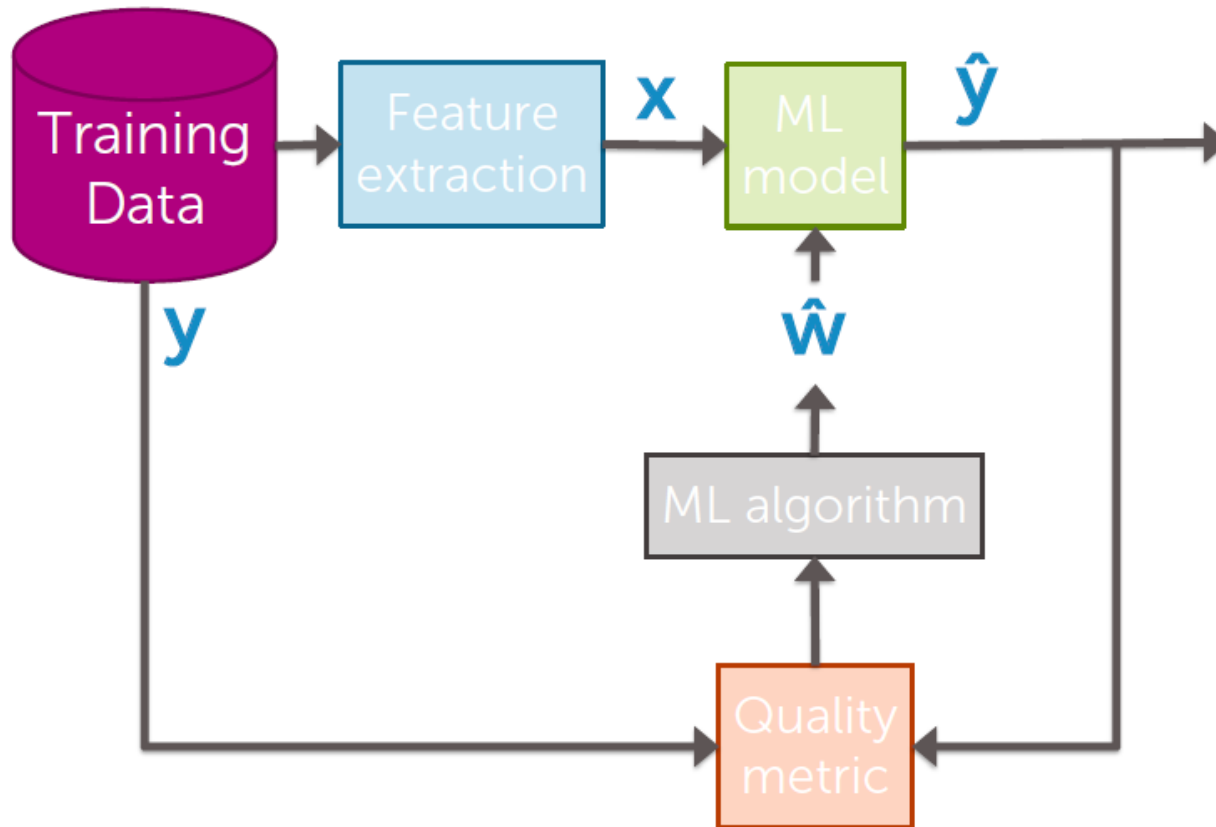 Training
Data
Feature
extraction
x
ML
model
ŷ
y
ŵ
ML algorithm
Quality
metric